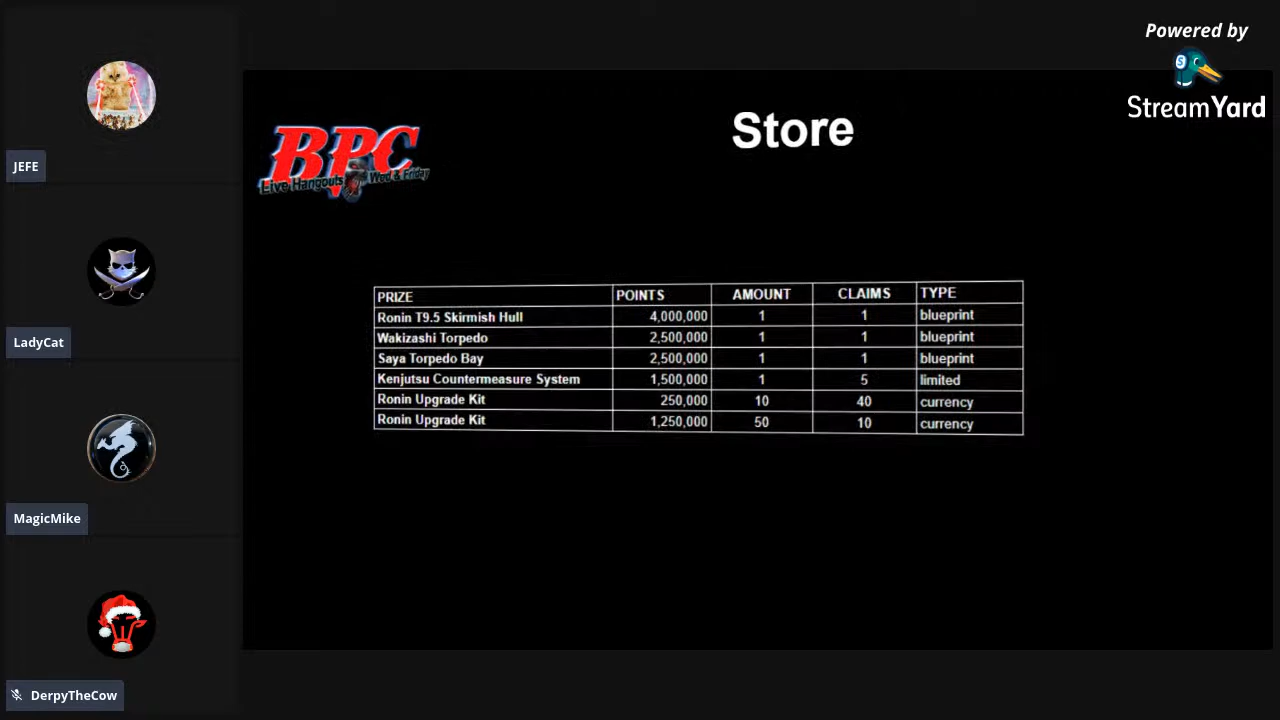 Powered by
StreamYard
JEFE
LadyCat
MagicMike
DerpyTheCow
BPC
Live Hangouts Wed & Friday
Store
PRIZE POINTS AMOUNT CLAIMS TYPE
Ronin T9.5 Skirmish Hull 4,000,000 1 1 blueprint
Wakizashi Torpedo 2,500,000 1 1 blueprint
Saya Torpedo Bay 2,500,000 1 1 blueprint
Kenjutsu Countermeasure System 1,500,000 1 5 limited
Ronin Upgrade Kit 250,000 10 40 currency
Ronin Upgrade Kit 1,250,000 50 10 currency